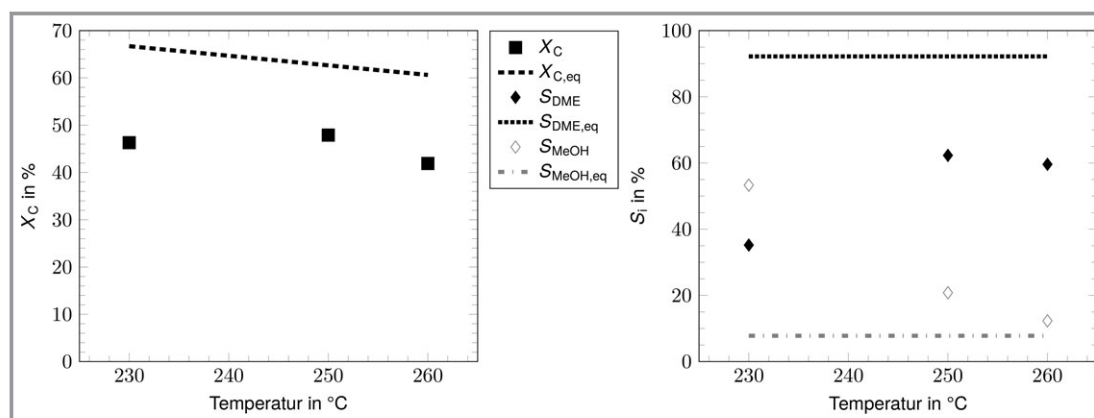 70
60
50
40
30
20
10
0
X_C in %
230 240 250 260
Temperatur in °C
X_C
X_C,eq
S_DME
S_DME,eq
S_MeOH
S_MeOH,eq
100
80
60
40
20
0
S_i in %
230 240 250 260
Temperatur in °C